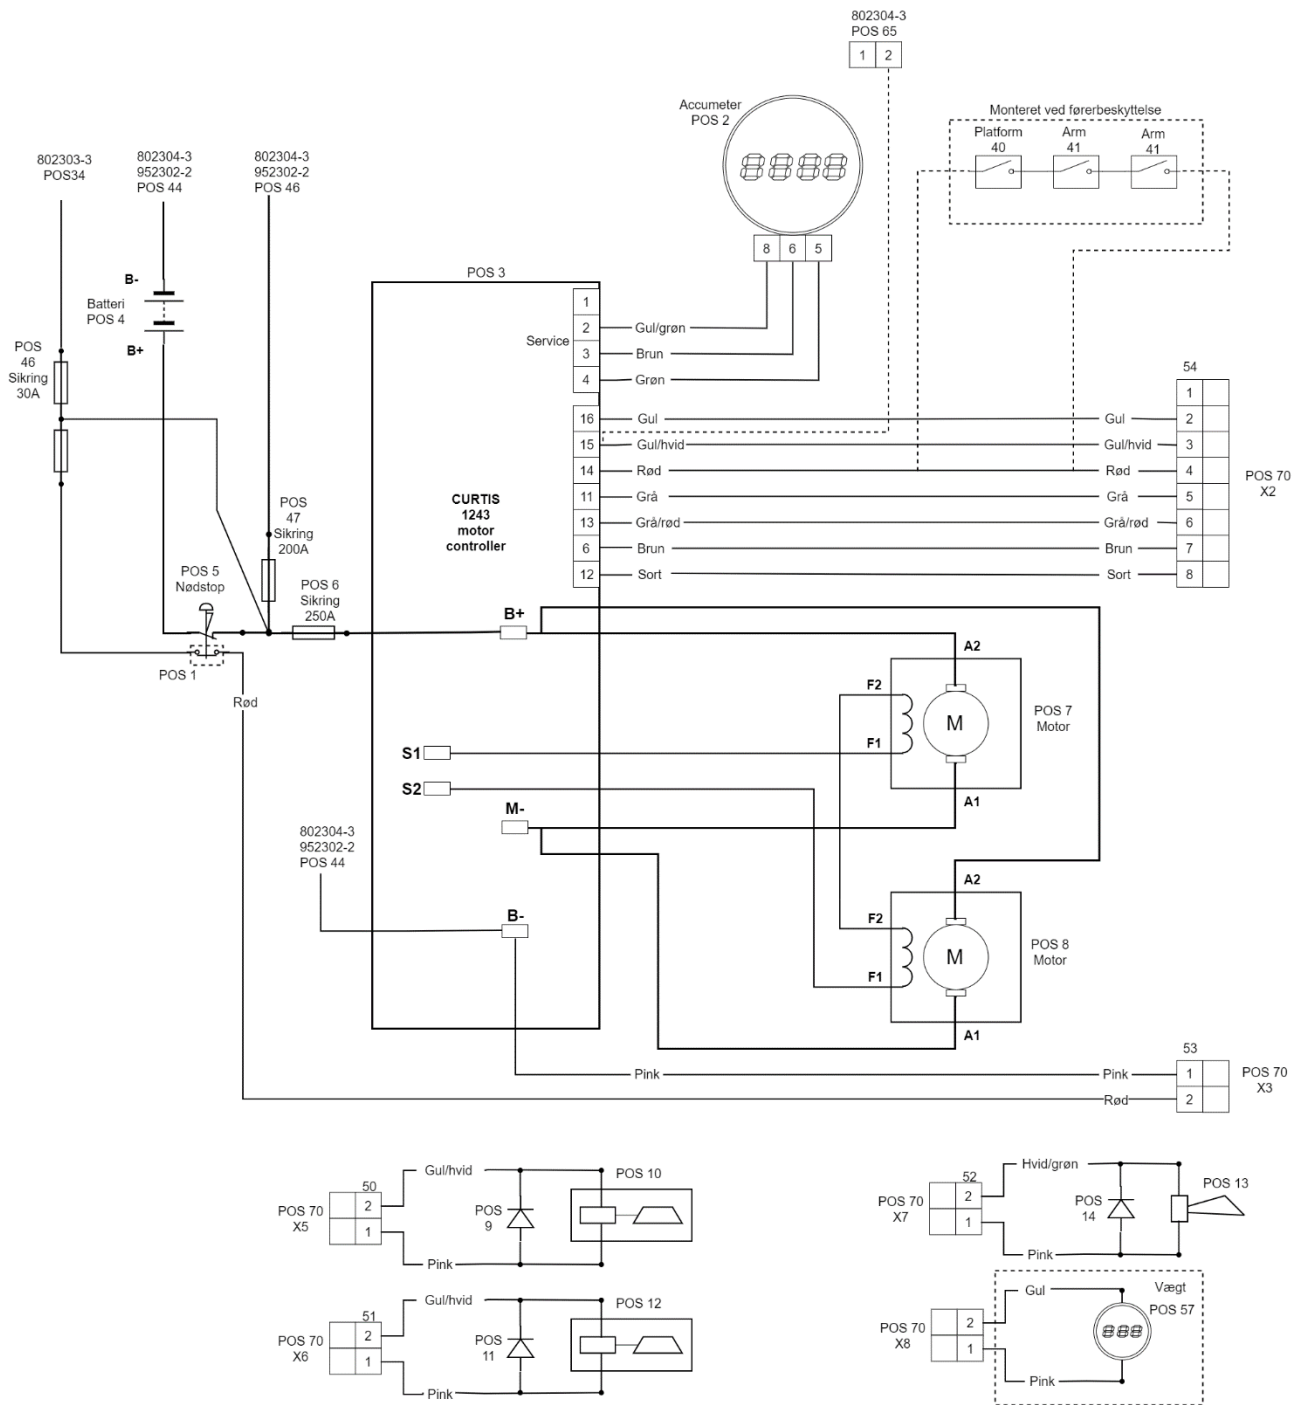 802304-3
POS 65
1 2
Accumeter
POS 2
8888
8 6 5
Monteret ved førerbeskyttelse
Platform
40
Arm
41
Arm
41
802303-3
POS34
802304-3
952302-2
POS 44
802304-3
952302-2
POS 46
B-
Batteri
POS 4
B+
POS
46
Sikring
30A
POS
47
Sikring
200A
POS 5
Nødstop
POS 6
Sikring
250A
POS 1
Rød
POS 3
Service
1
2 Gul/grøn
3 Brun
4 Grøn
16 Gul
15 Gul/hvid
14 Rød
11 Grå
13 Grå/rød
6 Brun
12 Sort
CURTIS
1243
motor
controller
54
1
Gul 2
Gul/hvid 3
Rød 4
Grå 5
Grå/rød 6
Brun 7
Sort 8
POS 70
X2
B+
S1
S2
M-
802304-3
952302-2
POS 44
B-
A2
F2
F1
M
A1
POS 7
Motor
A2
F2
F1
M
A1
POS 8
Motor
53
Pink Pink 1
Rød 2
POS 70
X3
POS 70
X5
50
2
1
Gul/hvid
Pink
POS
9
POS 10
POS 70
X6
51
2
1
Gul/hvid
Pink
POS
11
POS 12
POS 70
X7
52
2
1
Hvid/grøn
Pink
POS
14
POS 13
POS 70
X8
2
1
Gul
Pink
Vægt
POS 57
888